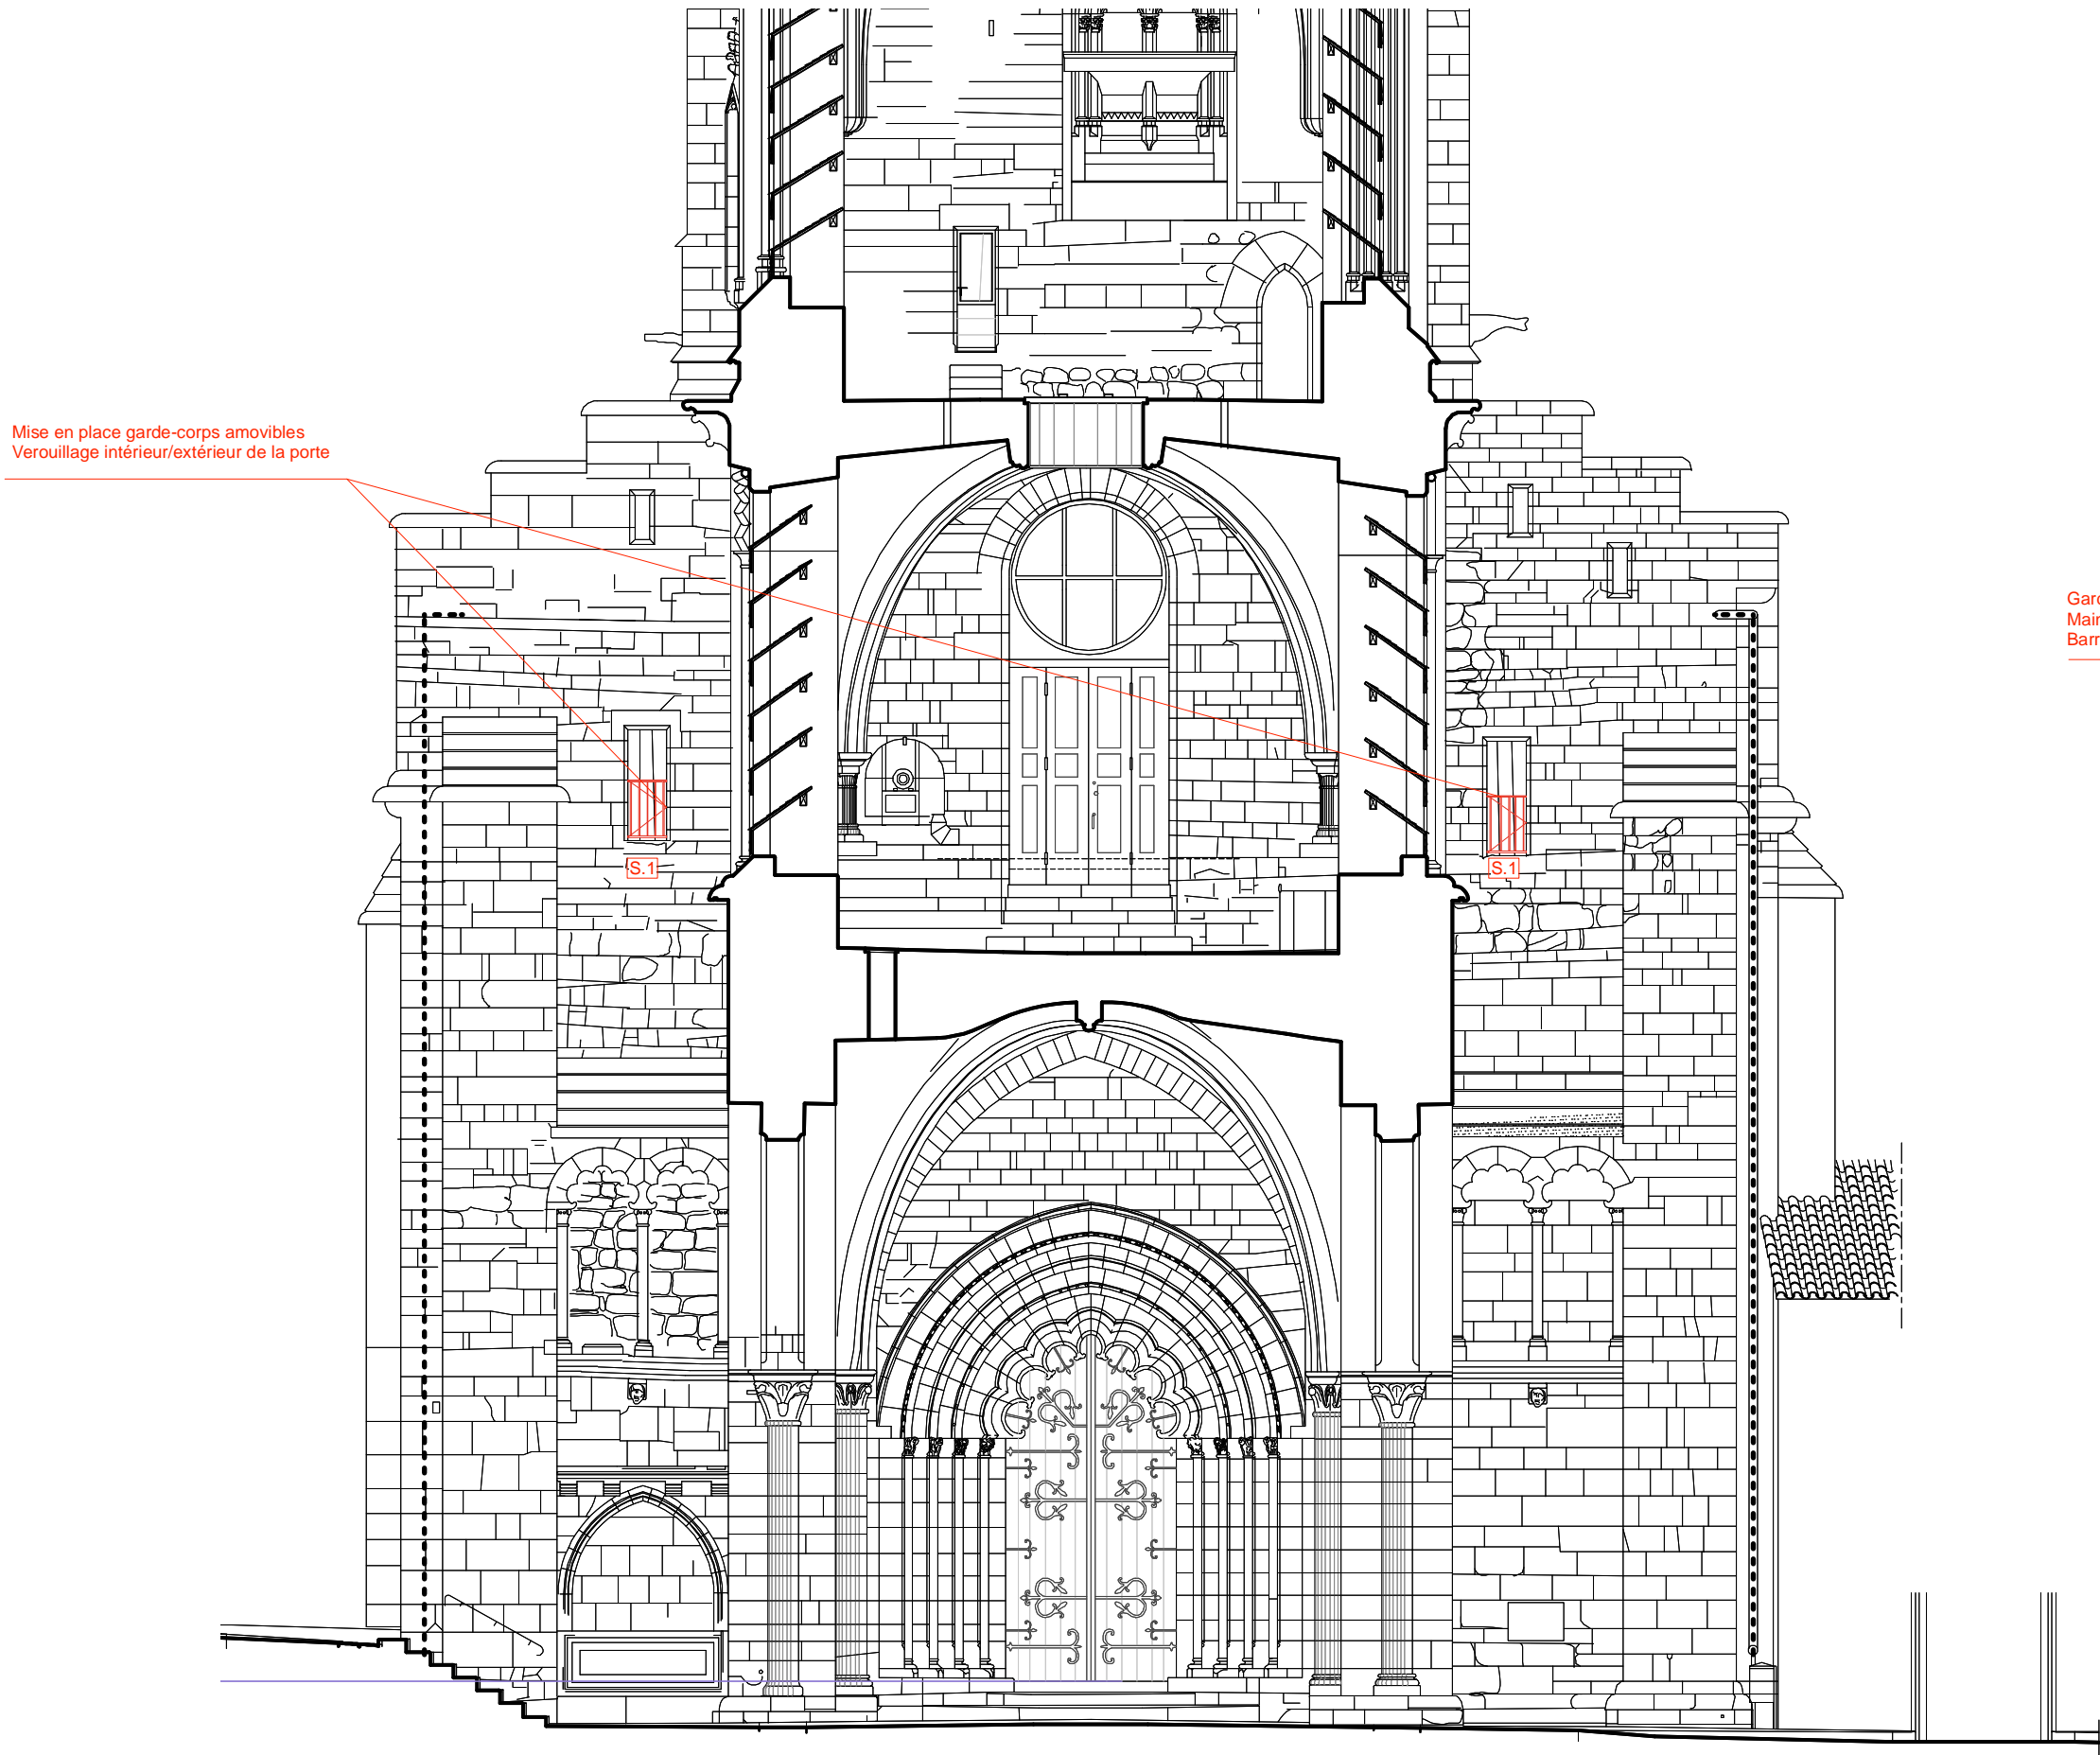 Mise en place garde-corps amovibles
Verouillage intérieur/extérieur de la porte
S.1
S.1